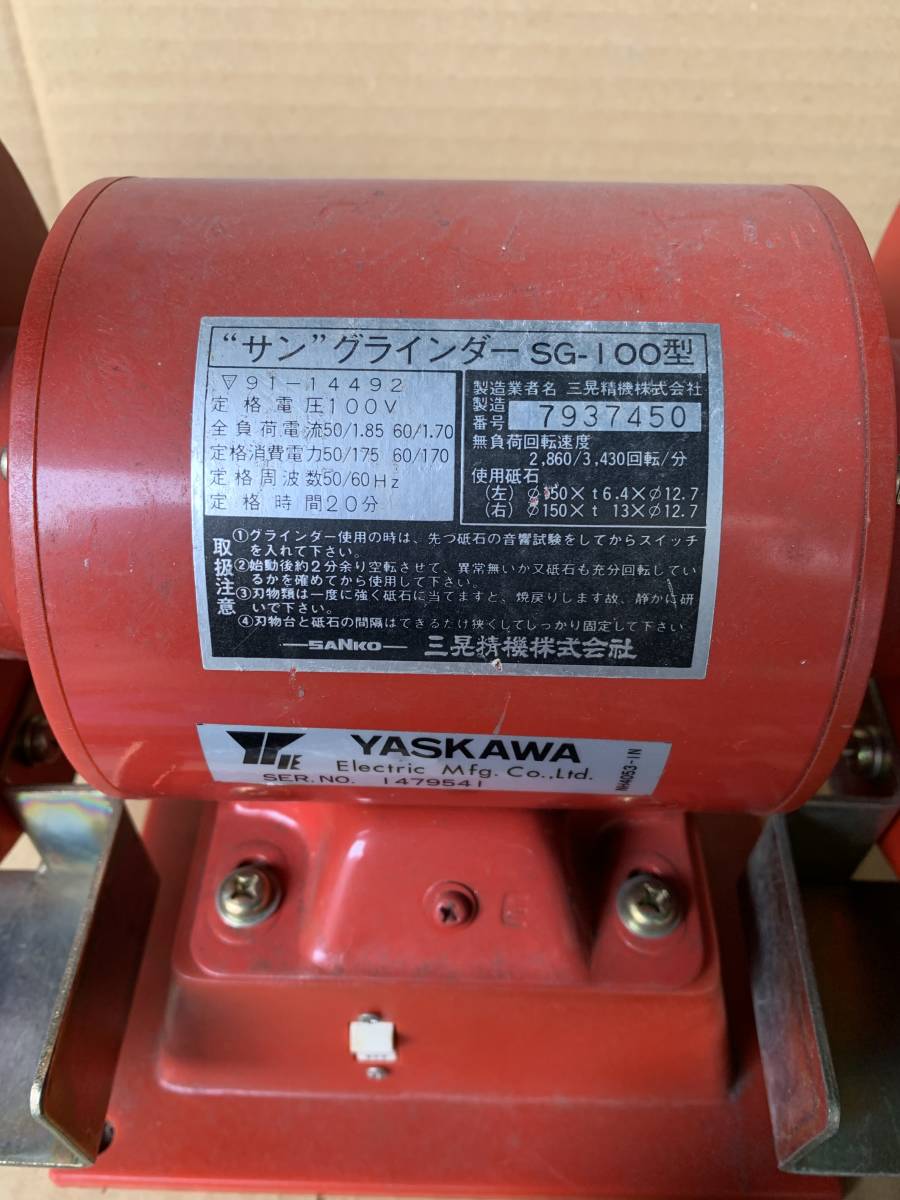 “サン”グラインダー SG-100型
▽91-14492
定格電圧100V
全負荷電流50/1.85 60/1.70
定格消費電力50/175 60/170
定格周波数50/60Hz
定格時間20分
製造業者名 三晃精機株式会社
製造番号 7937450
無負荷回転速度
2,860/3,430回転/分
使用砥石
(左) φ150×t6.4×φ12.7
(右) φ150×t 13×φ12.7
取扱注意
①グラインダー使用の時は、先づ砥石の音響試験をしてからスイッチ
を入れて下さい。
②始動後約2分余り空転させて、異常無いか又砥石も充分回転してい
るかを確めてから使用して下さい。
③刃物類は一度に強く砥石に当てますと、焼戻りします故、静かに研
いで下さい。
④刃物台と砥石の間隔はできるだけ狭くしてしっかり固定して下さい
SANKO 三晃精機株式会社
YE YASKAWA
Electric Mfg. Co.,Ltd.
SER.NO. 1479541
NH4053-1N